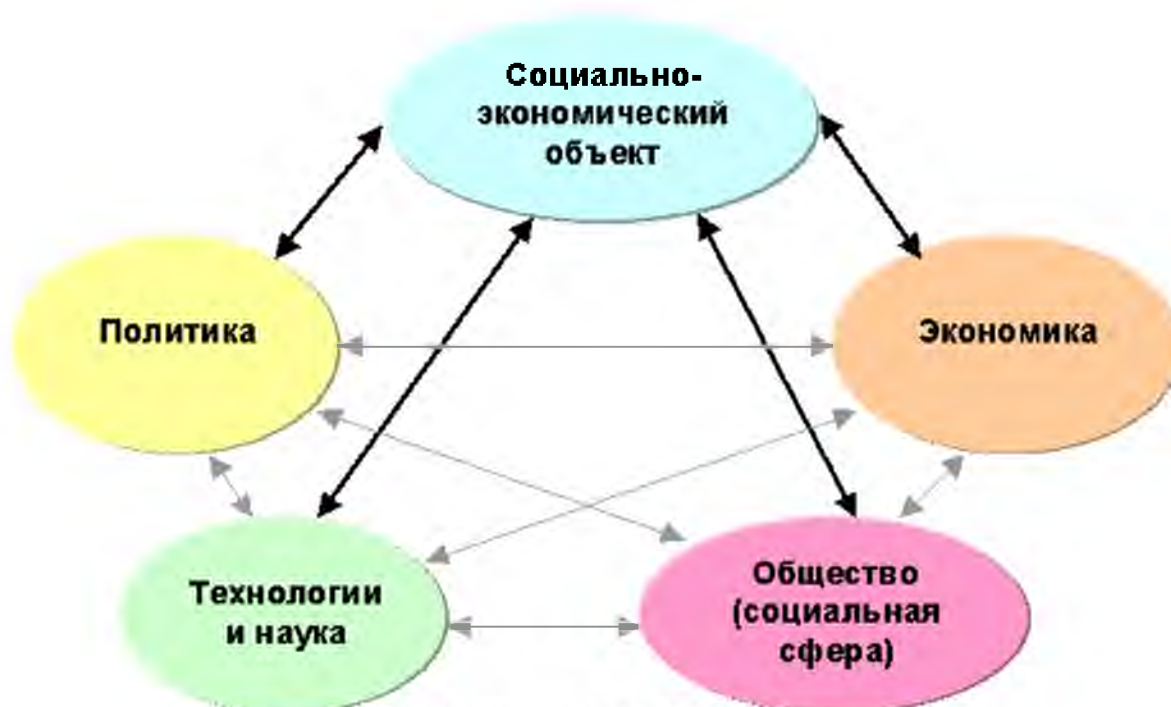 Социально-
экономический
объект
Политика
Экономика
Технологии
и наука
Общество
(социальная
сфера)